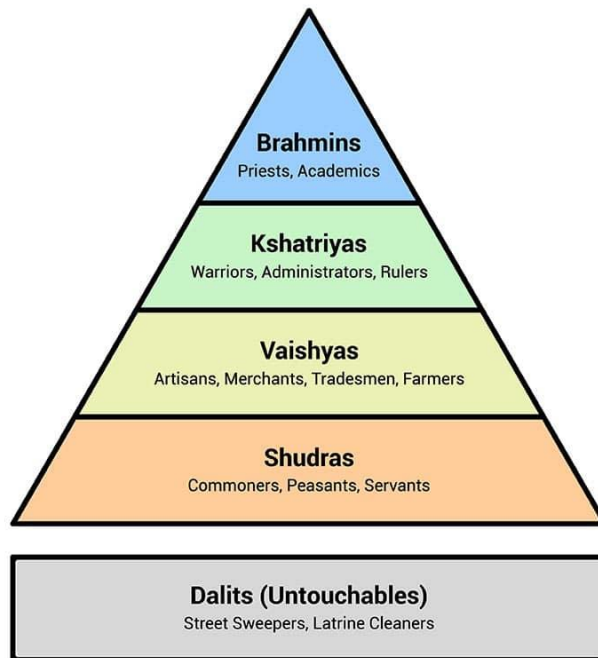 Brahmins
Priests, Academics
Kshatriyas
Warriors, Administrators, Rulers
Vaishyas
Artisans, Merchants, Tradesmen, Farmers
Shudras
Commoners, Peasants, Servants
Dalits (Untouchables)
Street Sweepers, Latrine Cleaners